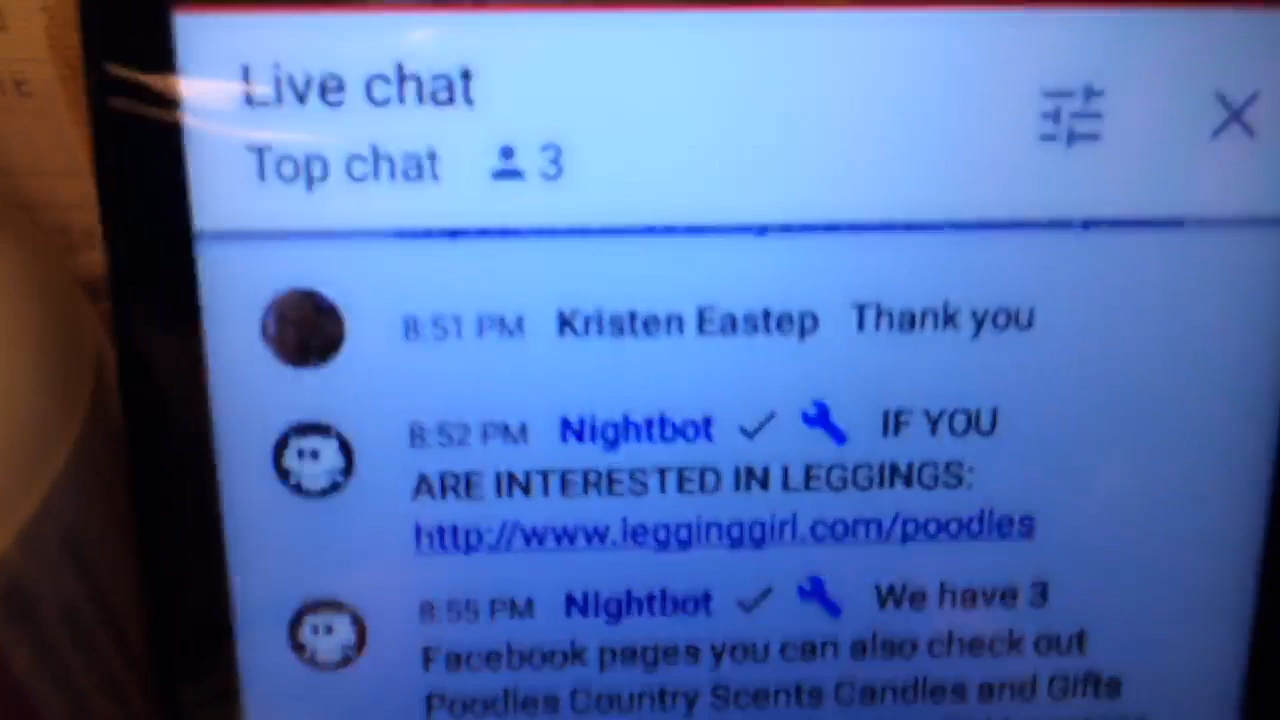 Live chat
Top chat 3
8:51 PM Kristen Eastep Thank you
8:52 PM Nightbot IF YOU
ARE INTERESTED IN LEGGINGS:
http://www.legginggirl.com/poodles
8:55 PM Nightbot We have 3
Facebook pages you can also check out
Poodles Country Scents Candles and Gifts